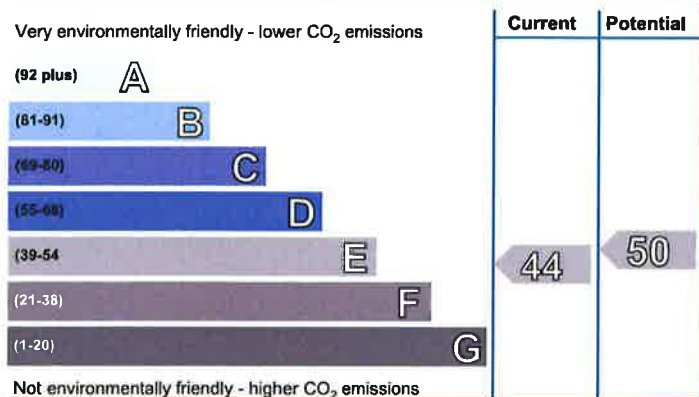 Current Potential
Very environmentally friendly - lower CO₂ emissions
(92 plus) A
(81-91) B
(69-80) C
(55-68) D
(39-54 E
44 50
(21-38) F
(1-20) G
Not environmentally friendly - higher CO₂ emissions